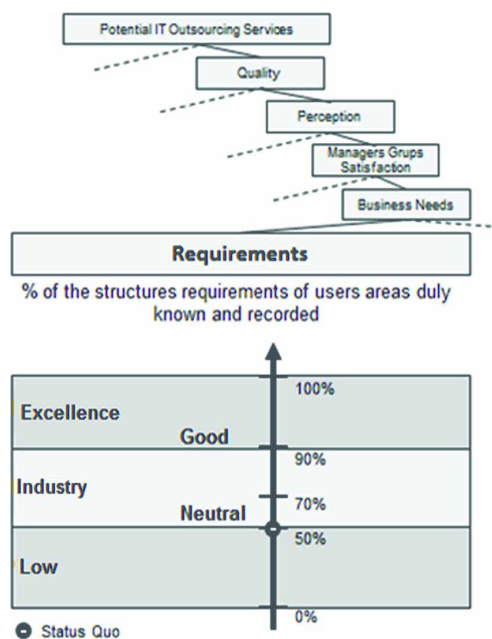 Potential IT Outsourcing Services
Quality
Perception
Managers Grups
Satisfaction
Business Needs
Requirements
% of the structures requirements of users areas duly
known and recorded
100%
Excellence
Good
90%
Industry
70%
Neutral
50%
Low
0%
Status Quo